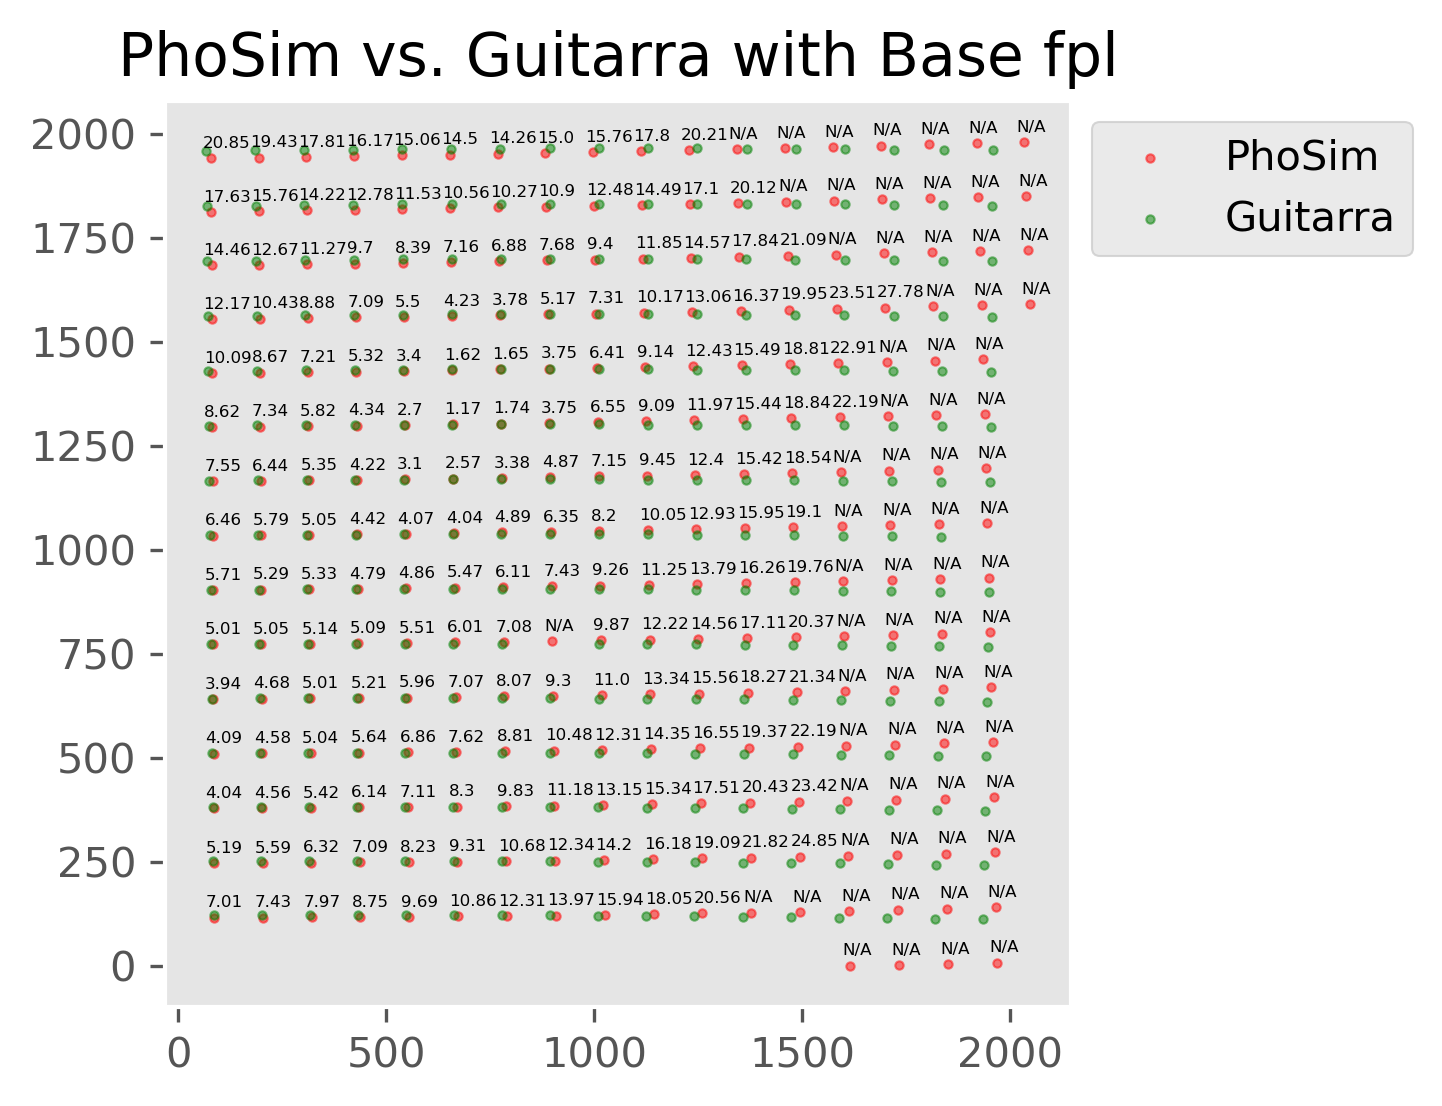 PhoSim vs. Guitarra with Base fpl
PhoSim
Guitarra
2000
1750
1500
1250
1000
750
500
250
0
20.85 19.43 17.81 16.17 15.06 14.5 14.26 15.0 15.76 17.8 20.21 N/A N/A N/A N/A N/A N/A N/A
17.63 15.76 14.22 12.78 11.53 10.56 10.27 10.9 12.48 14.49 17.1 20.12 N/A N/A N/A N/A N/A N/A
14.46 12.67 11.27 9.7 8.39 7.16 6.88 7.68 9.4 11.85 14.57 17.84 21.09 N/A N/A N/A N/A N/A
12.17 10.43 8.88 7.09 5.5 4.23 3.78 5.17 7.31 10.17 13.06 16.37 19.95 23.51 27.78 N/A N/A N/A
10.09 8.67 7.21 5.32 3.4 1.62 1.65 3.75 6.41 9.14 12.43 15.49 18.81 22.91 N/A N/A N/A
8.62 7.34 5.82 4.34 2.7 1.17 1.74 3.75 6.55 9.09 11.97 15.44 18.84 22.19 N/A N/A N/A
7.55 6.44 5.35 4.22 3.1 2.57 3.38 4.87 7.15 9.45 12.4 15.42 18.54 N/A N/A N/A N/A
6.46 5.79 5.05 4.42 4.07 4.04 4.89 6.35 8.2 10.05 12.93 15.95 19.1 N/A N/A N/A N/A
5.71 5.29 5.33 4.79 4.86 5.47 6.11 7.43 9.26 11.25 13.79 16.26 19.76 N/A N/A N/A N/A
5.01 5.05 5.14 5.09 5.51 6.01 7.08 N/A 9.87 12.22 14.56 17.11 20.37 N/A N/A N/A N/A
3.94 4.68 5.01 5.21 5.96 7.07 8.07 9.3 11.0 13.34 15.56 18.27 21.34 N/A N/A N/A N/A
4.09 4.58 5.04 5.64 6.86 7.62 8.81 10.48 12.31 14.35 16.55 19.37 22.19 N/A N/A N/A N/A
4.04 4.56 5.42 6.14 7.11 8.3 9.83 11.18 13.15 15.34 17.51 20.43 23.42 N/A N/A N/A N/A
5.19 5.59 6.32 7.09 8.23 9.31 10.68 12.34 14.2 16.18 19.09 21.82 24.85 N/A N/A N/A N/A
7.01 7.43 7.97 8.75 9.69 10.86 12.31 13.97 15.94 18.05 20.56 N/A N/A N/A N/A N/A N/A
N/A N/A N/A N/A
0 500 1000 1500 2000